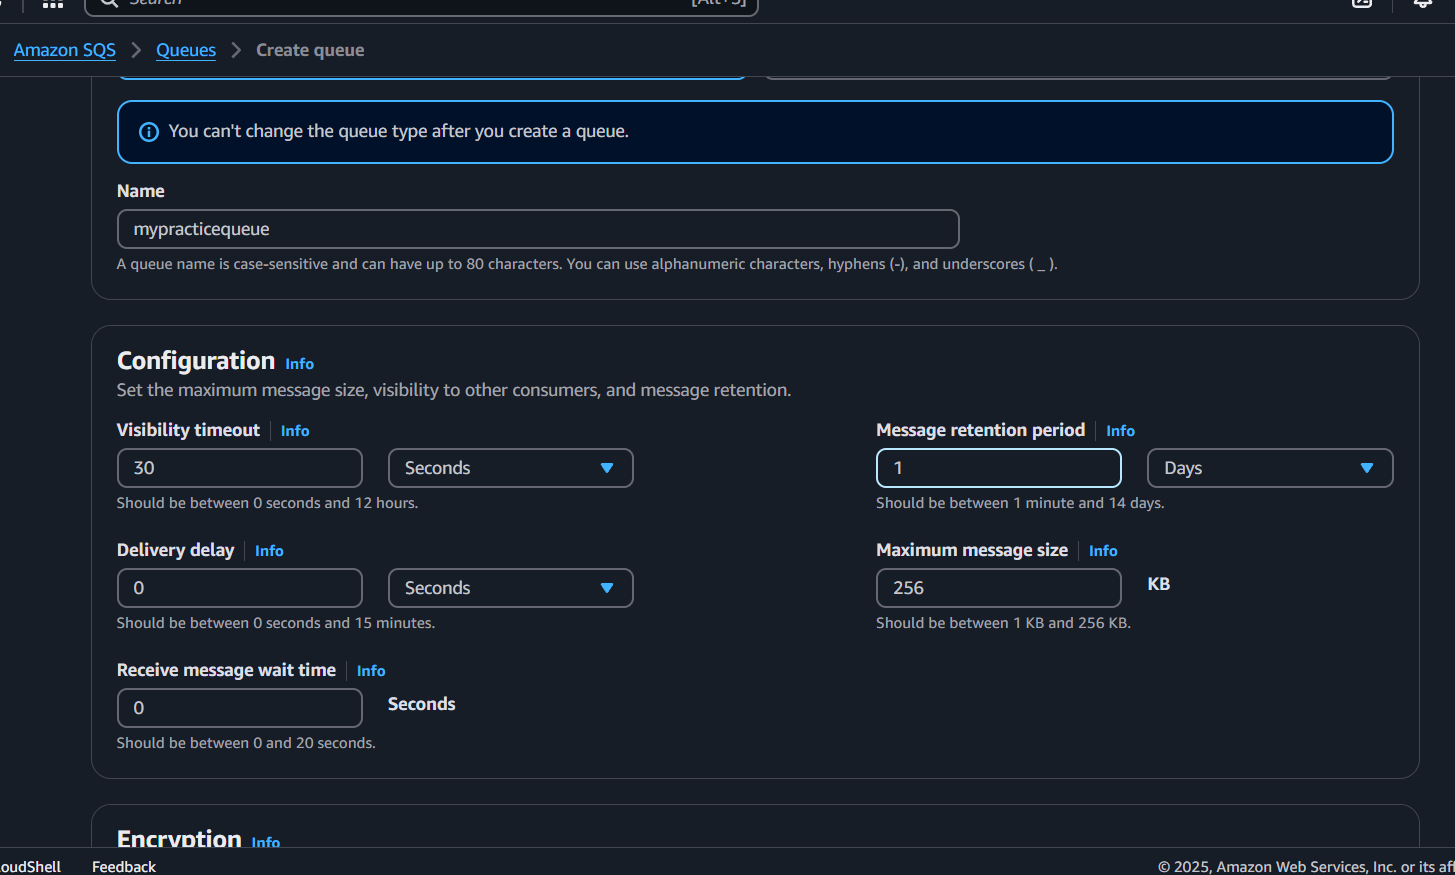 Search [Alt+S]
Amazon SQS > Queues > Create queue
You can't change the queue type after you create a queue.
Name
mypracticequeue
A queue name is case-sensitive and can have up to 80 characters. You can use alphanumeric characters, hyphens (-), and underscores ( _ ).
Configuration Info
Set the maximum message size, visibility to other consumers, and message retention.
Visibility timeout Info
30 Seconds
Should be between 0 seconds and 12 hours.
Message retention period Info
1 Days
Should be between 1 minute and 14 days.
Delivery delay Info
0 Seconds
Should be between 0 seconds and 15 minutes.
Maximum message size Info
256 KB
Should be between 1 KB and 256 KB.
Receive message wait time Info
0 Seconds
Should be between 0 and 20 seconds.
Encryption Info
oudShell Feedback © 2025, Amazon Web Services, Inc. or its aff